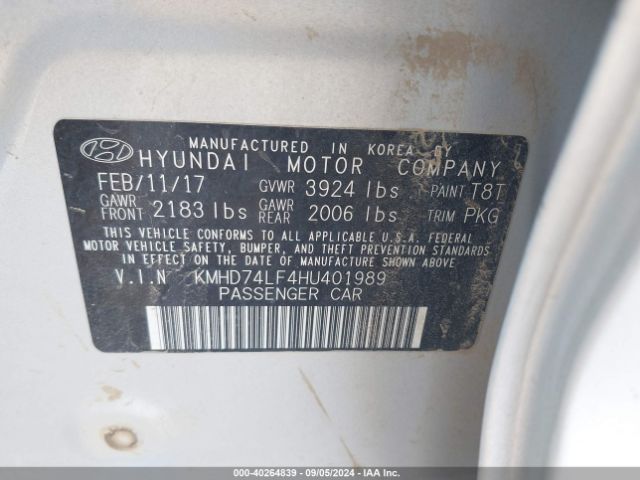 MANUFACTURED IN KOREA BY
HYUNDAI MOTOR COMPANY
FEB/11/17 GVWR 3924 lbs PAINT T8T
GAWR FRONT 2183 lbs GAWR REAR 2006 lbs TRIM PKG
THIS VEHICLE CONFORMS TO ALL APPLICABLE U.S.A. FEDERAL
MOTOR VEHICLE SAFETY, BUMPER, AND THEFT PREVENTION STANDARDS
IN EFFECT ON THE DATE OF MANUFACTURE SHOWN ABOVE.
V.I.N KMHD74LF4HU401989
PASSENGER CAR
000-40264839 - 09/05/2024 - IAA Inc.